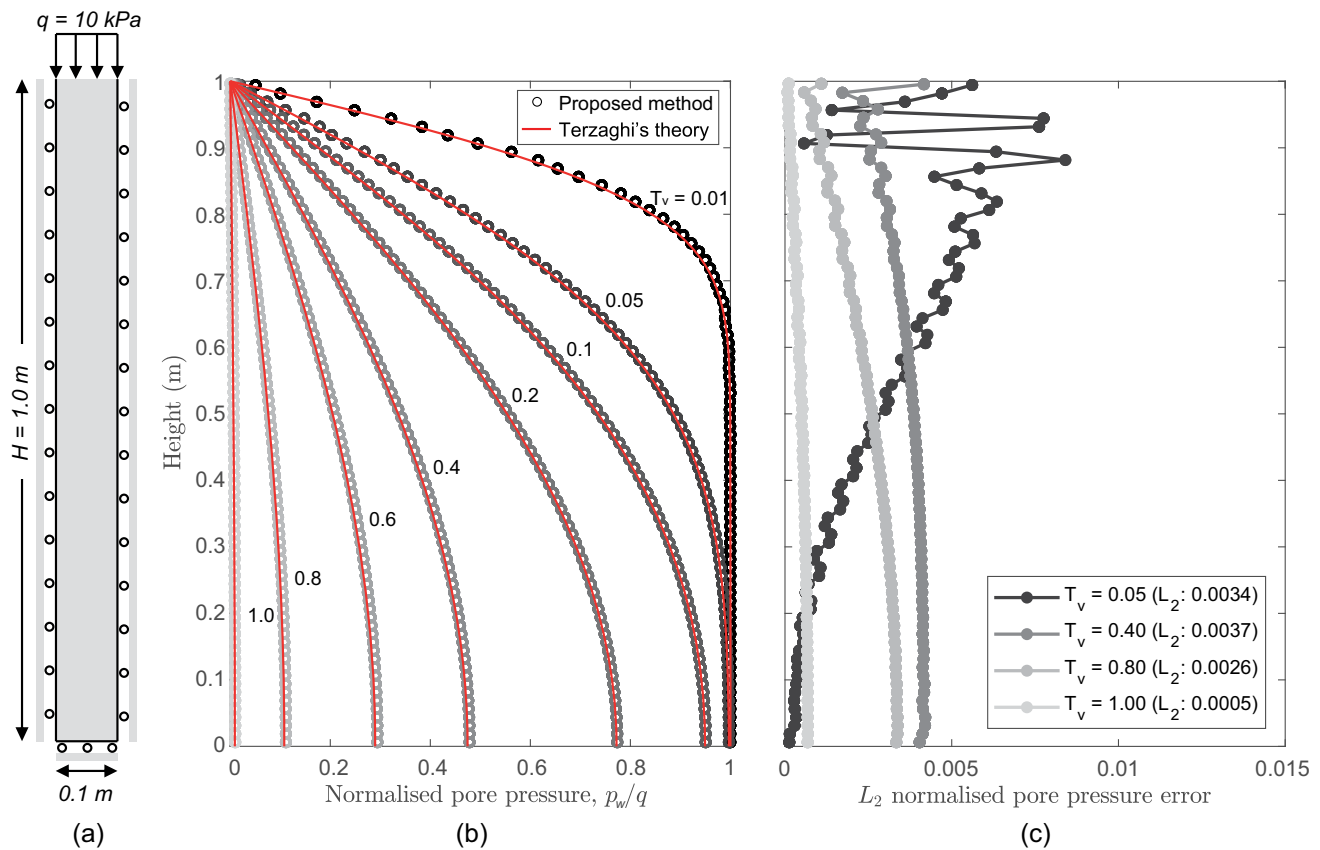 q = 10 kPa
H = 1.0 m
0.1 m
(a)
Height (m)
1
0.9
0.8
0.7
0.6
0.5
0.4
0.3
0.2
0.1
0
Proposed method
Terzaghi's theory
Tv = 0.01
0.05
0.1
0.2
0.4
0.6
0.8
1.0
0 0.2 0.4 0.6 0.8 1
Normalised pore pressure, pw/q
(b)
Tv = 0.05 (L2: 0.0034)
Tv = 0.40 (L2: 0.0037)
Tv = 0.80 (L2: 0.0026)
Tv = 1.00 (L2: 0.0005)
0 0.005 0.01 0.015
L2 normalised pore pressure error
(c)